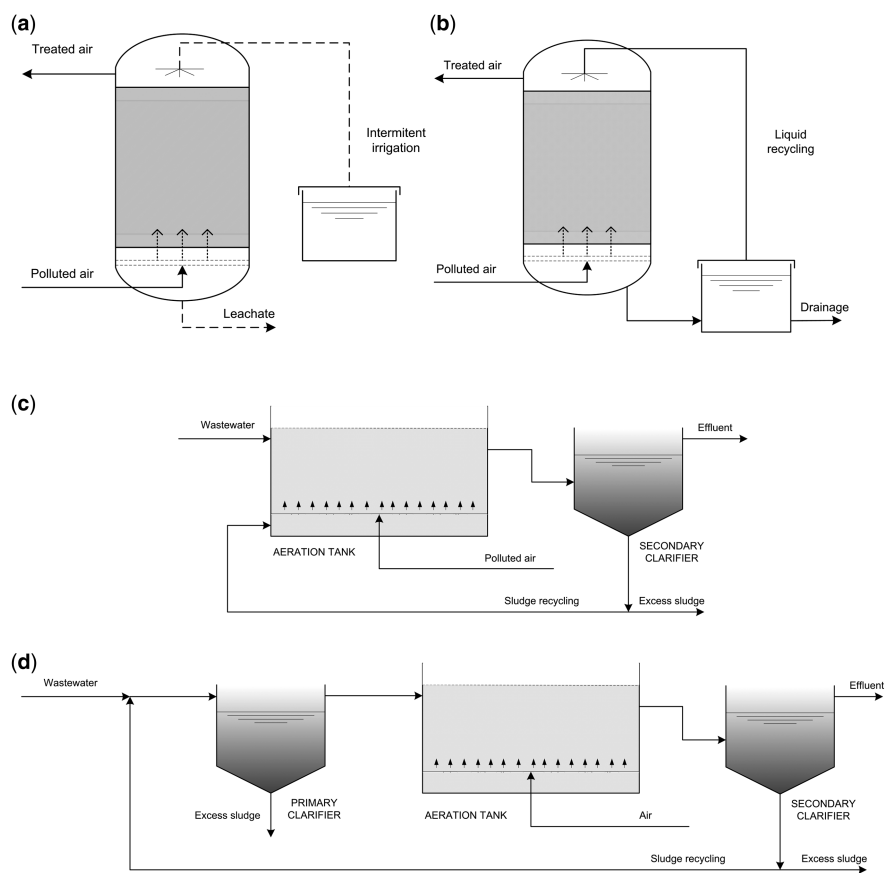 (a)
Treated air
Intermitent
irrigation
Polluted air
Leachate
(b)
Treated air
Liquid
recycling
Polluted air
Drainage
(c)
Wastewater
Effluent
AERATION TANK
Polluted air
SECONDARY
CLARIFIER
Sludge recycling
Excess sludge
(d)
Wastewater
Effluent
Excess sludge
PRIMARY
CLARIFIER
AERATION TANK
Air
SECONDARY
CLARIFIER
Sludge recycling
Excess sludge